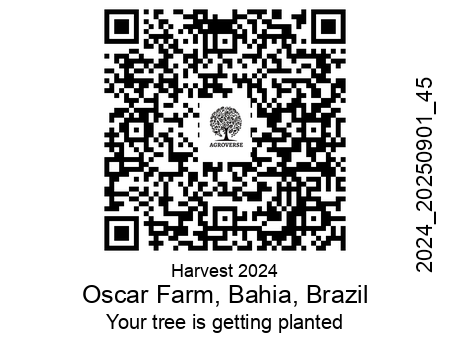 AGROVERSE
Harvest 2024
Oscar Farm, Bahia, Brazil
Your tree is getting planted
2024_20250901_45